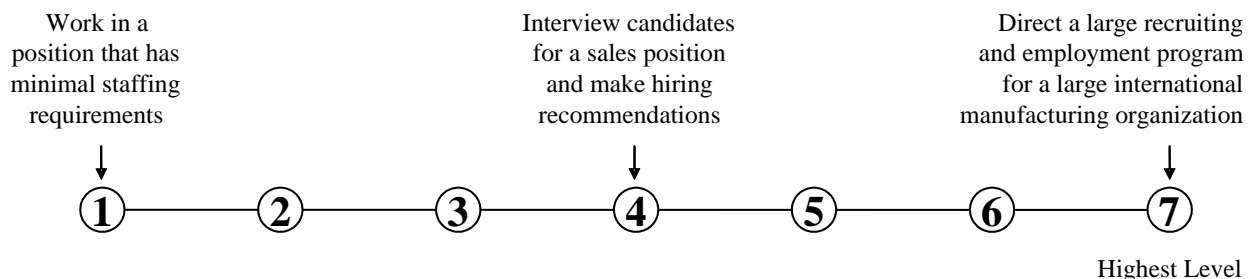 Work in a
position that has
minimal staffing
requirements
Interview candidates
for a sales position
and make hiring
recommendations
Direct a large recruiting
and employment program
for a large international
manufacturing organization
1 2 3 4 5 6 7
Highest Level